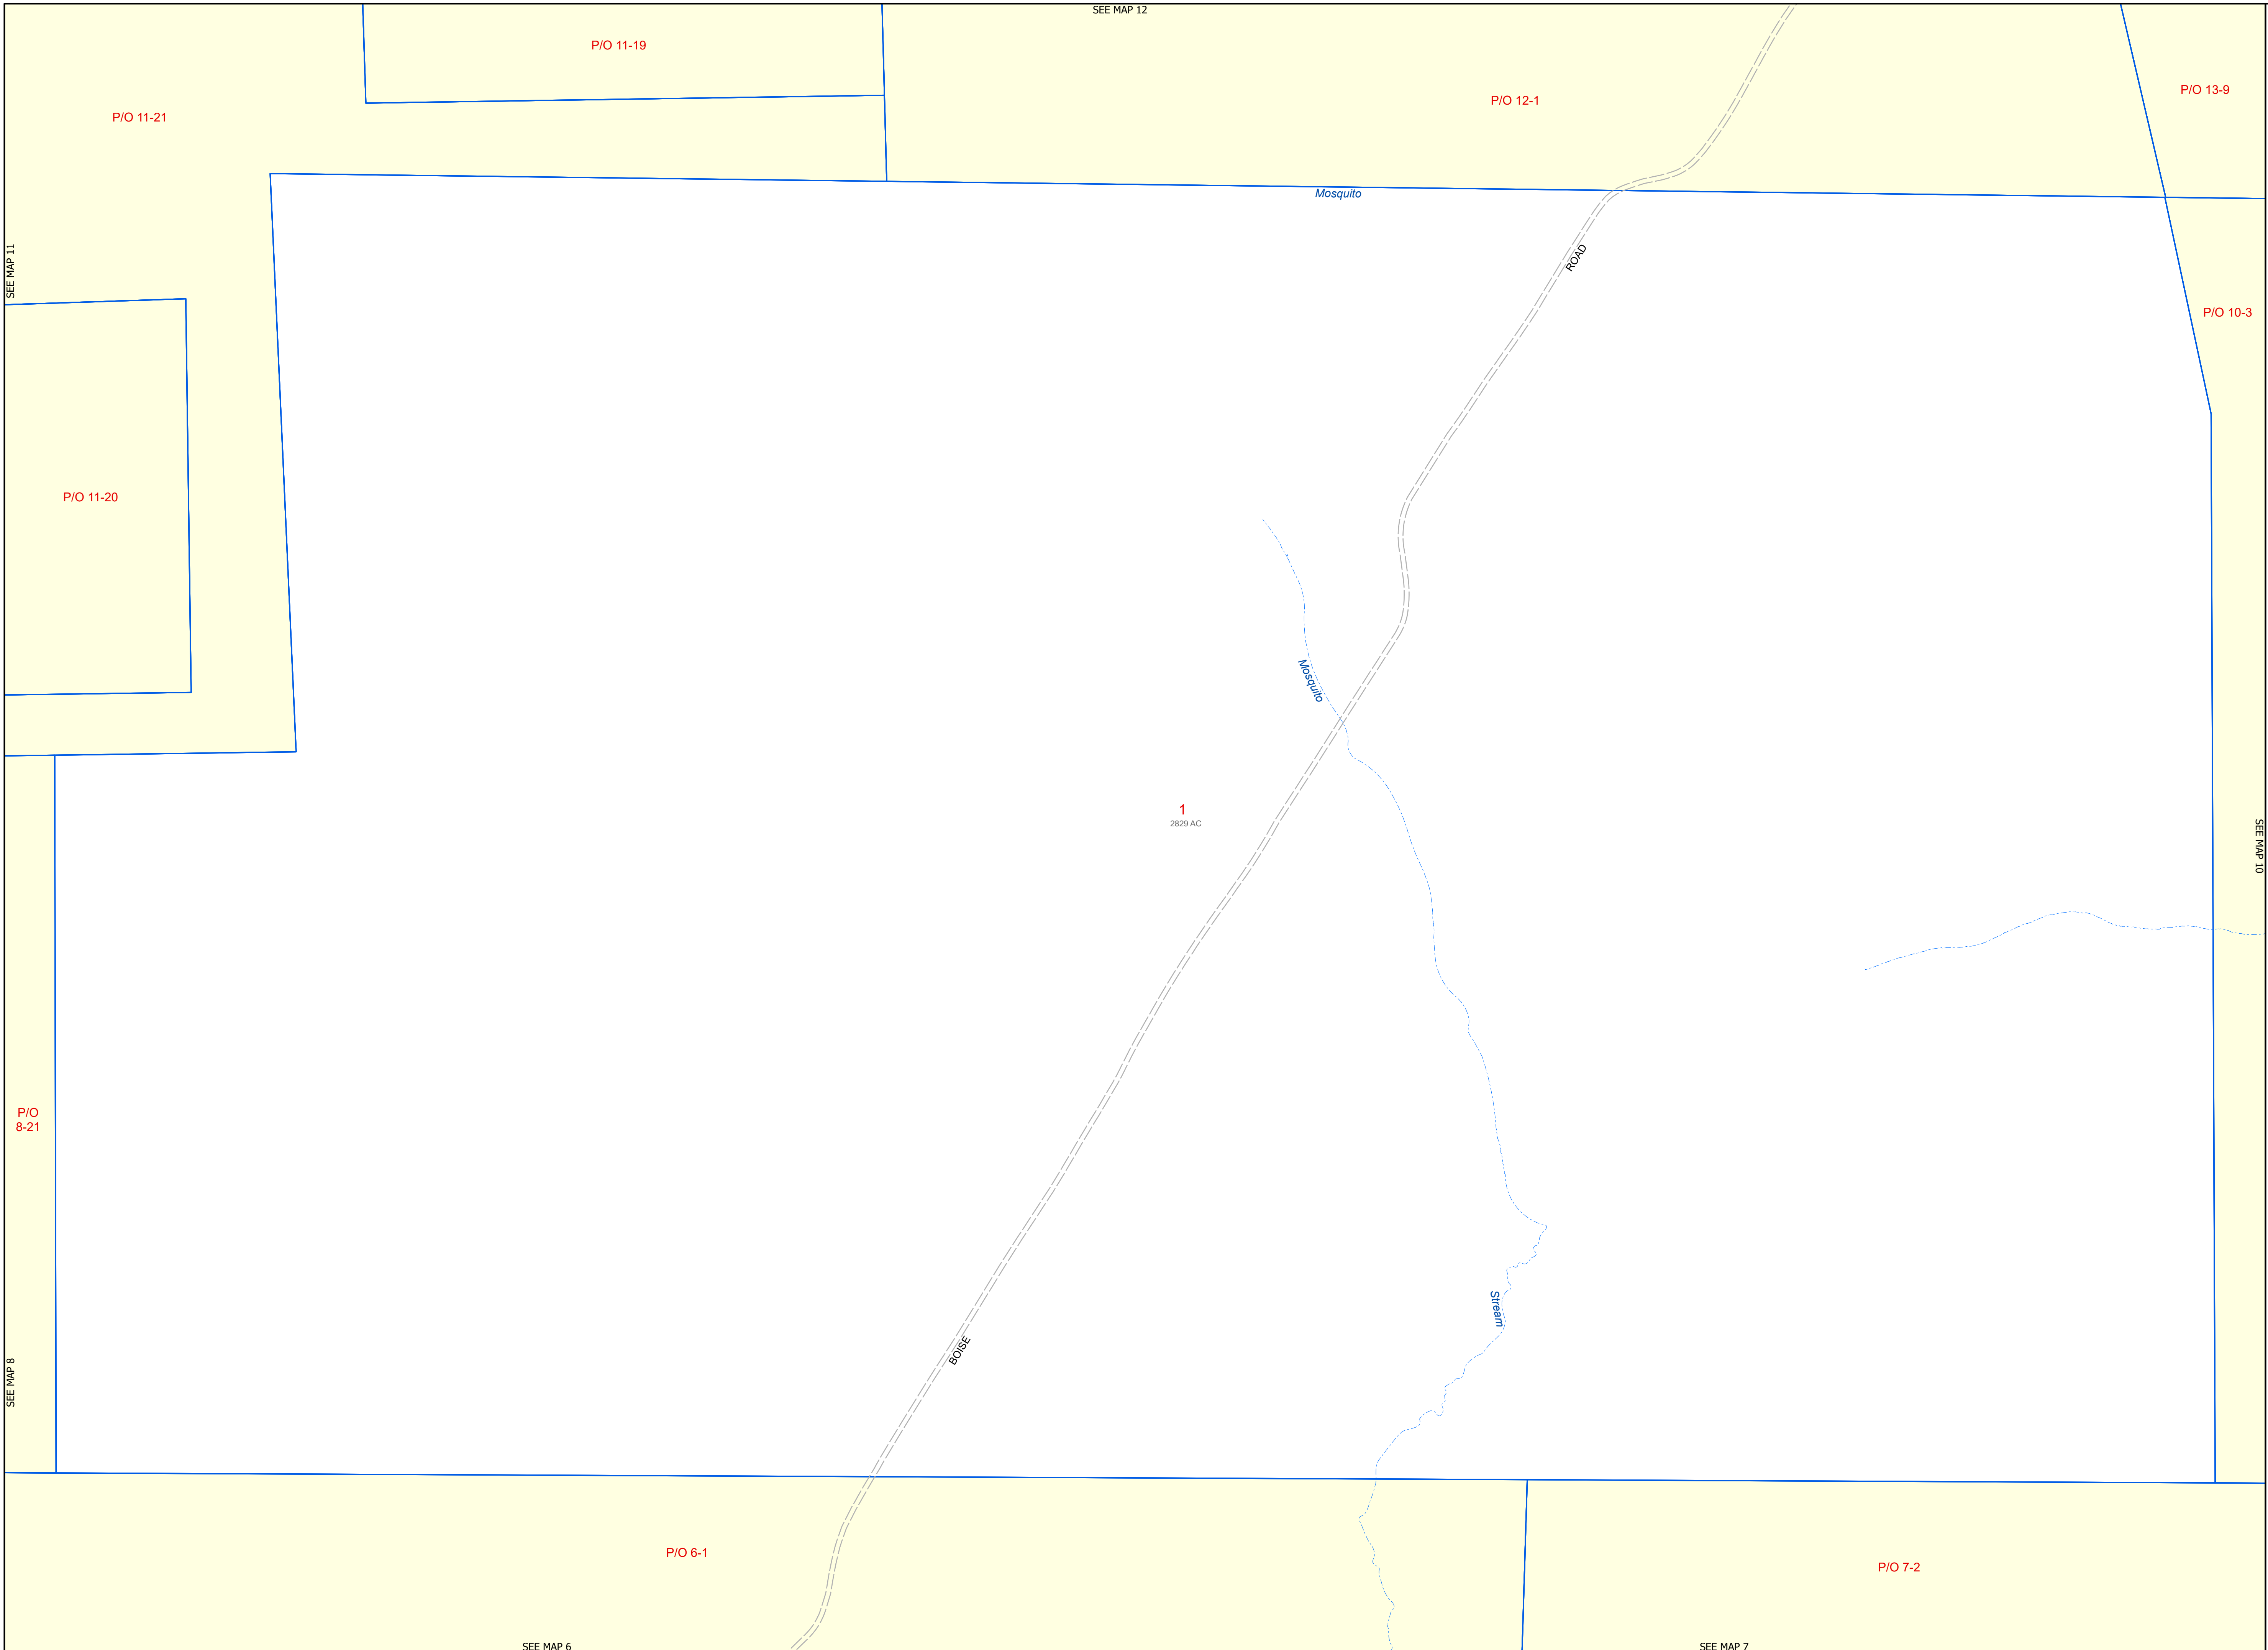 SEE MAP 12
P/O 11-19
P/O 13-9
P/O 12-1
P/O 11-21
Mosquito
ROAD
SEE MAP 11
P/O 10-3
P/O 11-20
Mosquito
1
2829 AC
SEE MAP 10
P/O
8-21
Stream
BOISE
SEE MAP 8
P/O 6-1
P/O 7-2
SEE MAP 6
SEE MAP 7